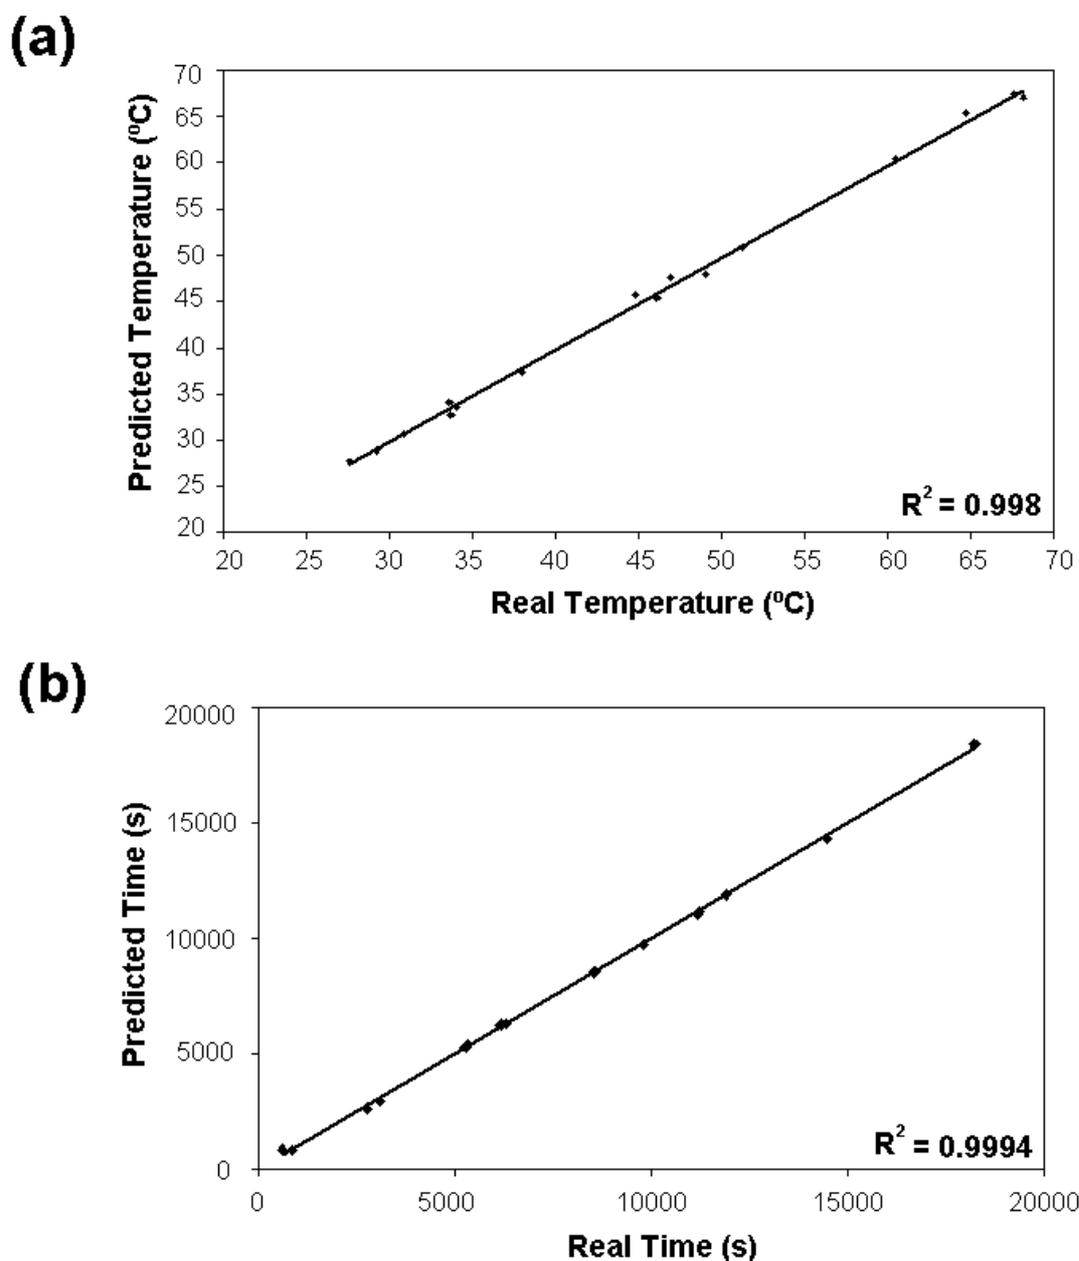 (a)
Predicted Temperature (ºC)
70
65
60
55
50
45
40
35
30
25
20
R² = 0.998
20 25 30 35 40 45 50 55 60 65 70
Real Temperature (ºC)
(b)
Predicted Time (s)
20000
15000
10000
5000
0
R² = 0.9994
0 5000 10000 15000 20000
Real Time (s)